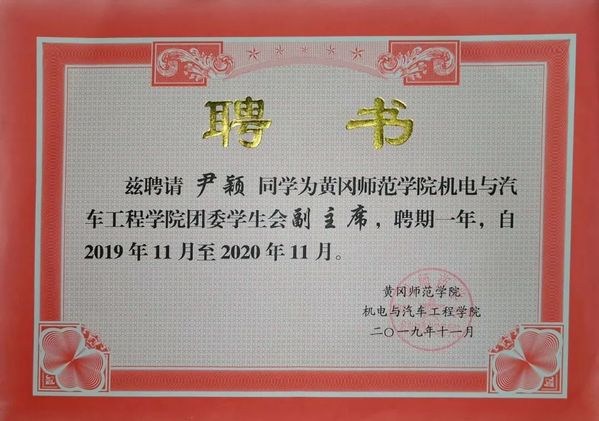 聘书
兹聘请 尹颖 同学为黄冈师范学院机电与汽
车工程学院团委学生会副主席，聘期一年，自
2019年11月至2020年11月。
黄冈师范学院
机电与汽车工程学院
二〇一九年十一月